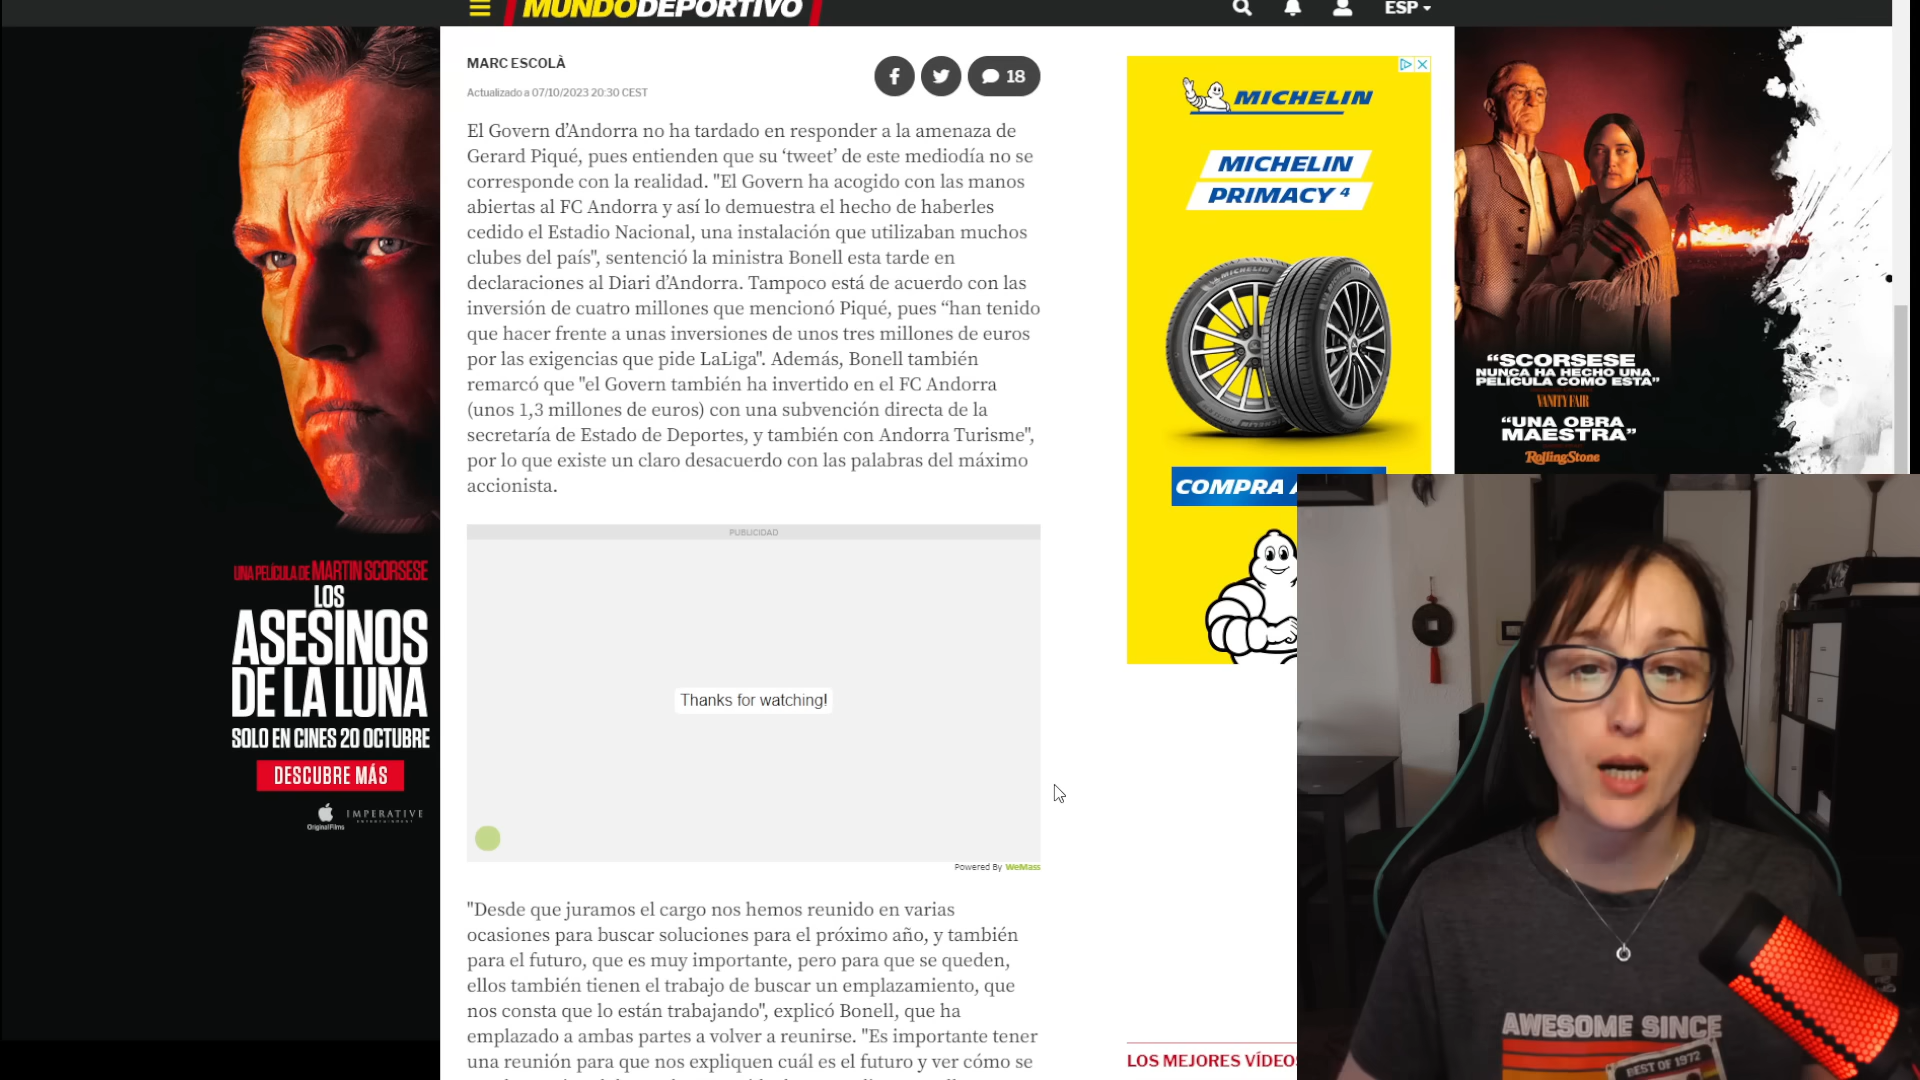 MUNDODEPORTIVO
ESP
MARC ESCOLÀ
Actualizado a 07/10/2023 20:30 CEST
18
El Govern d’Andorra no ha tardado en responder a la amenaza de
Gerard Piqué, pues entienden que su ‘tweet’ de este mediodía no se
corresponde con la realidad. "El Govern ha acogido con las manos
abiertas al FC Andorra y así lo demuestra el hecho de haberles
cedido el Estadio Nacional, una instalación que utilizaban muchos
clubes del país", sentenció la ministra Bonell esta tarde en
declaraciones al Diari d’Andorra. Tampoco está de acuerdo con las
inversión de cuatro millones que mencionó Piqué, pues “han tenido
que hacer frente a unas inversiones de unos tres millones de euros
por las exigencias que pide LaLiga". Además, Bonell también
remarcó que "el Govern también ha invertido en el FC Andorra
(unos 1,3 millones de euros) con una subvención directa de la
secretaría de Estado de Deportes, y también con Andorra Turisme",
por lo que existe un claro desacuerdo con las palabras del máximo
accionista.
PUBLICIDAD
Thanks for watching!
Powered By WeMass
"Desde que juramos el cargo nos hemos reunido en varias
ocasiones para buscar soluciones para el próximo año, y también
para el futuro, que es muy importante, pero para que se queden,
ellos también tienen el trabajo de buscar un emplazamiento, que
nos consta que lo están trabajando", explicó Bonell, que ha
emplazado a ambas partes a volver a reunirse. "Es importante tener
una reunión para que nos expliquen cuál es el futuro y ver cómo se
UNA PELÍCULA DE MARTIN SCORSESE
LOS
ASESINOS
DE LA LUNA
SOLO EN CINES 20 OCTUBRE
DESCUBRE MÁS
Original Films
IMPERATIVE
ENTERTAINMENT
MICHELIN
MICHELIN
PRIMACY 4
MICHELIN
COMPRA
“SCORSESE
NUNCA HA HECHO UNA
PELÍCULA COMO ESTA”
VANITY FAIR
“UNA OBRA
MAESTRA”
RollingStone
LOS MEJORES VÍDEOS
AWESOME SINCE
BEST OF 1972